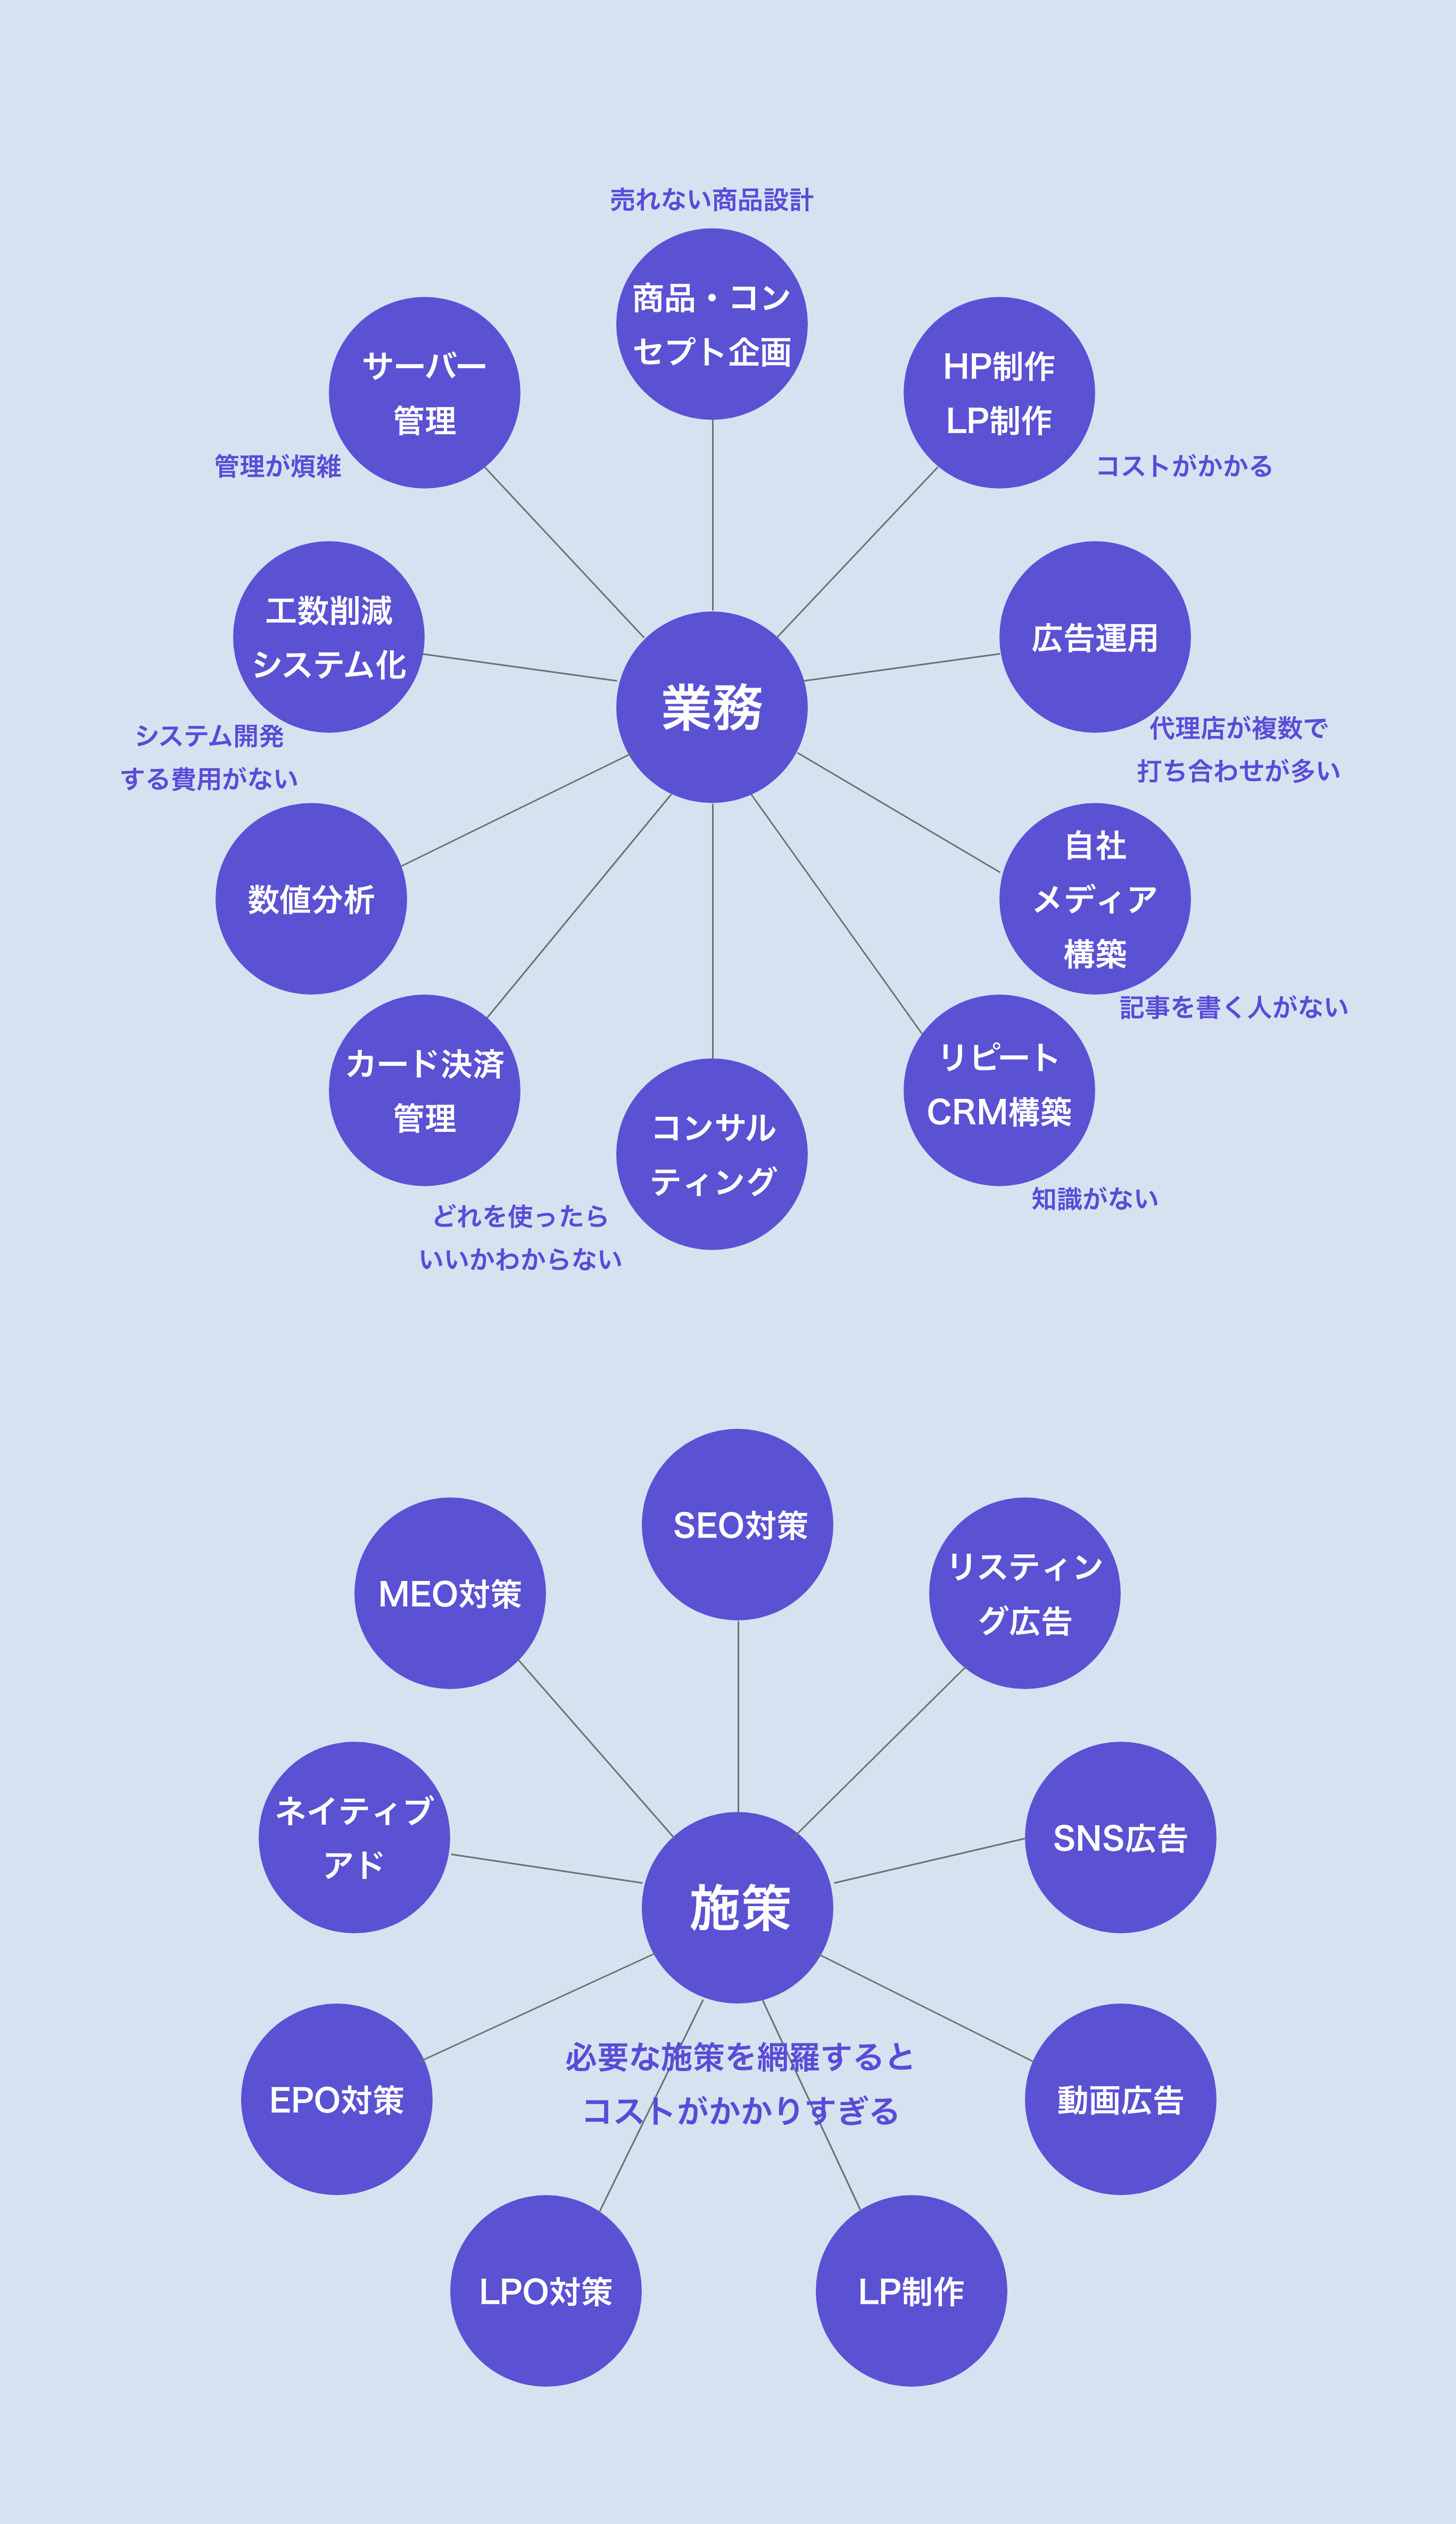 売れない商品設計
商品・コン
セプト企画
サーバー
管理
管理が煩雑
HP制作
LP制作
コストがかかる
工数削減
システム化
システム開発
する費用がない
業務
広告運用
代理店が複数で
打ち合わせが多い
数値分析
自社
メディア
構築
記事を書く人がない
カード決済
管理
どれを使ったら
いいかわからない
コンサル
ティング
リピート
CRM構築
知識がない
SEO対策
MEO対策
リスティン
グ広告
ネイティブ
アド
施策
SNS広告
必要な施策を網羅すると
コストがかかりすぎる
EPO対策
動画広告
LPO対策
LP制作